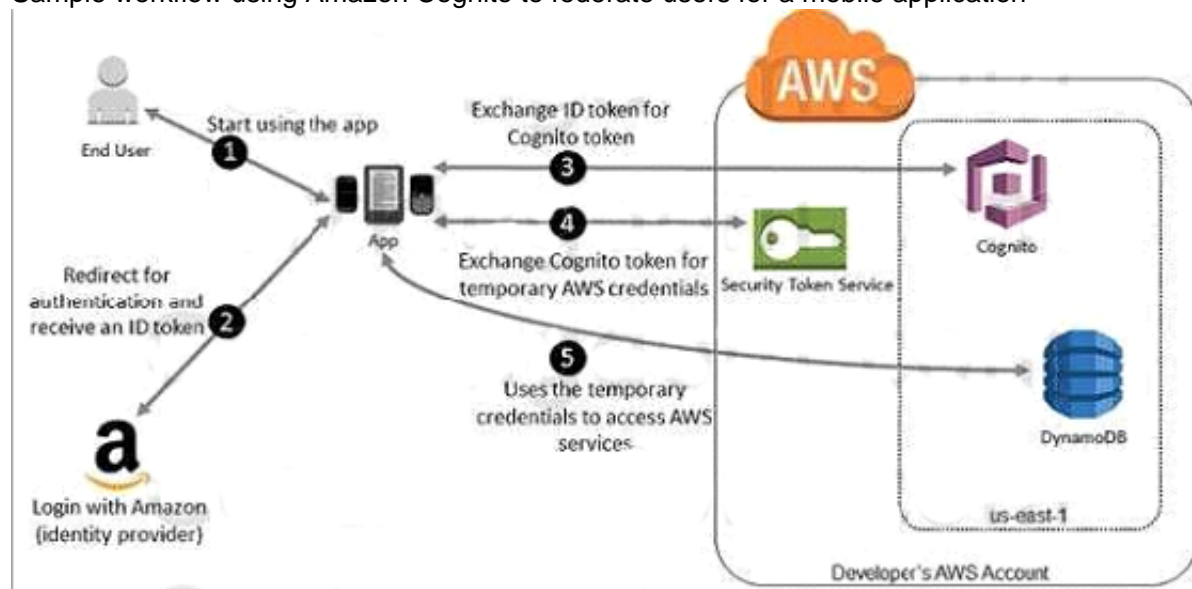 Sample workflow using Amazon Cognito to federate users for a mobile application
AWS
End User
Start using the app
1
Exchange ID token for
Cognito token
3
App
4
Exchange Cognito token for
temporary AWS credentials
Security Token Service
Cognito
Redirect for
authentication and
receive an ID token
2
5
Uses the temporary
credentials to access AWS
services
DynamoDB
a
Login with Amazon
(identity provider)
us-east-1
Developer's AWS Account